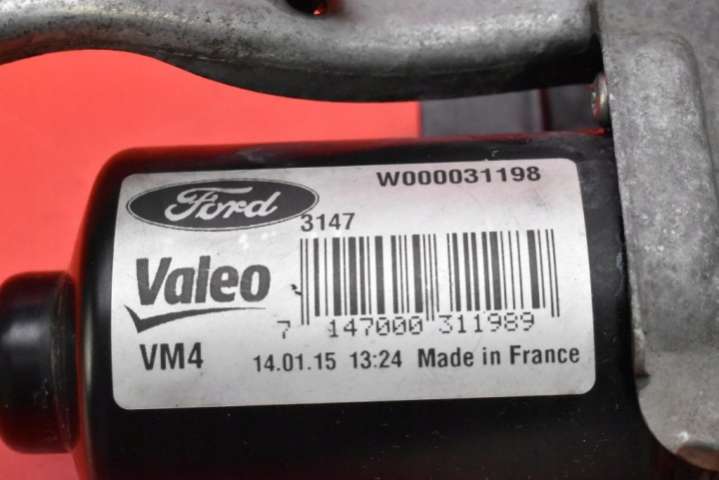 Ford
W000031198
3147
Valeo
7 147000 311989
VM4
14.01.15 13:24 Made in France